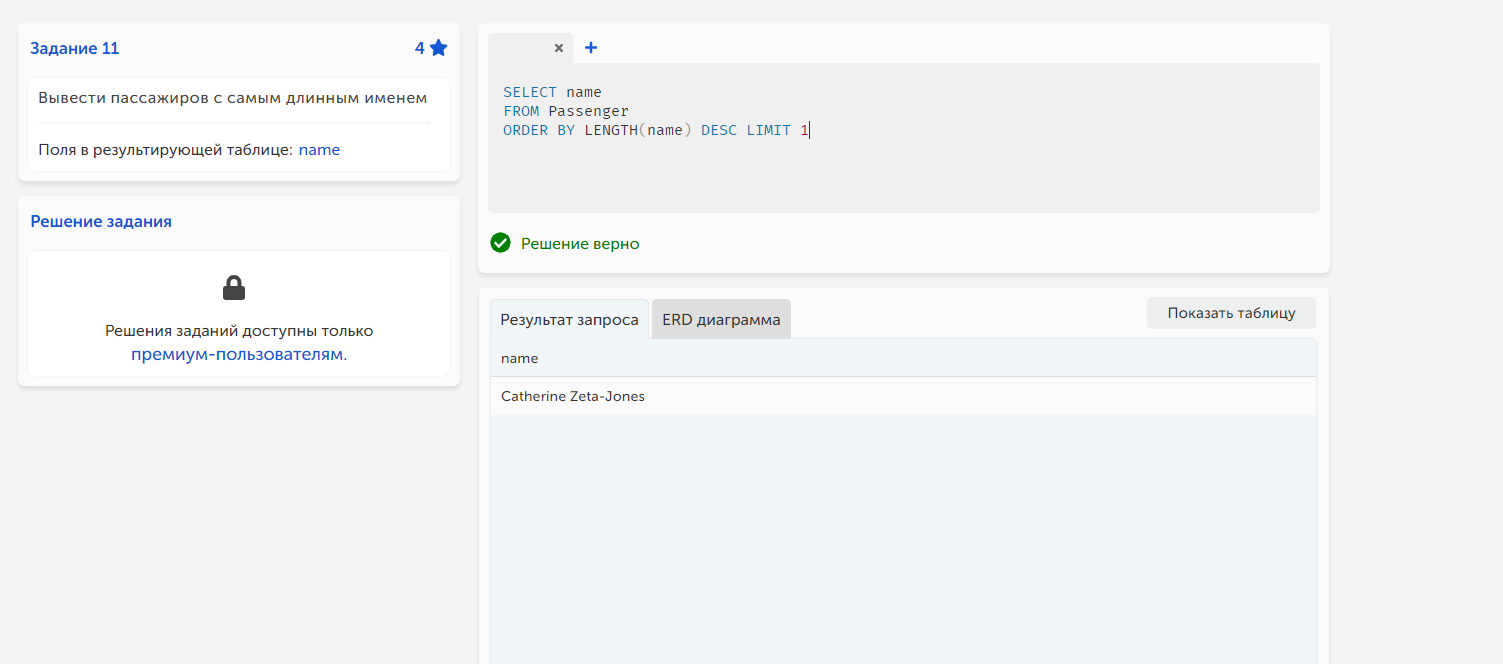 Задание 11
4
Вывести пассажиров с самым длинным именем
Поля в результирующей таблице: name
Решение задания
Решения заданий доступны только
премиум-пользователям.
× +
SELECT name
FROM Passenger
ORDER BY LENGTH(name) DESC LIMIT 1
Решение верно
Результат запроса
ERD диаграмма
Показать таблицу
name
Catherine Zeta-Jones